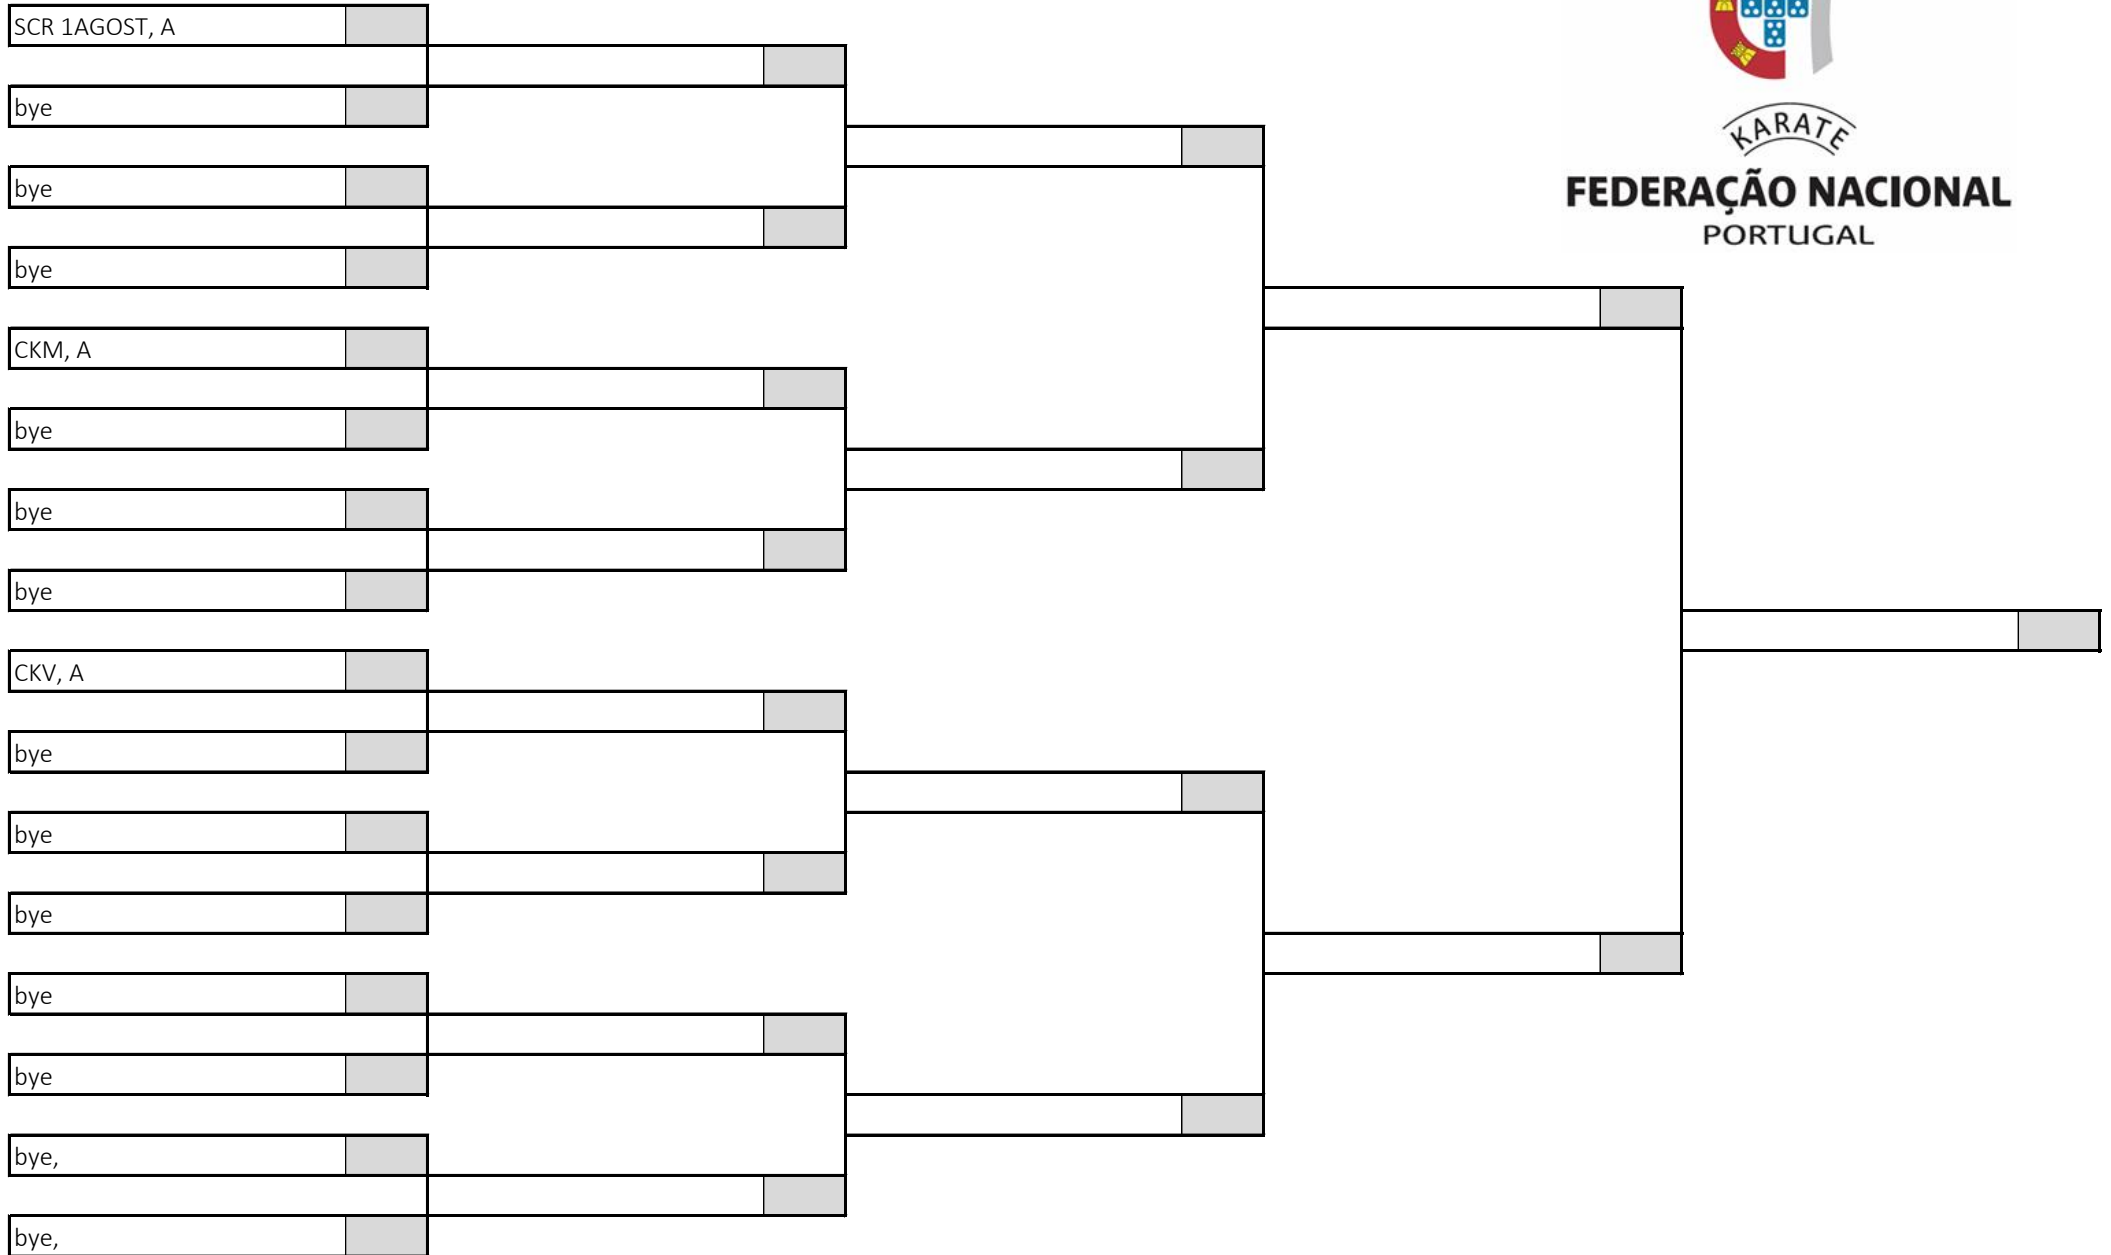 SCR 1AGOST, A
bye
bye
bye
CKM, A
bye
bye
bye
CKV, A
bye
bye
bye
bye
bye
bye,
bye,
KARATE
FEDERAÇÃO NACIONAL
PORTUGAL